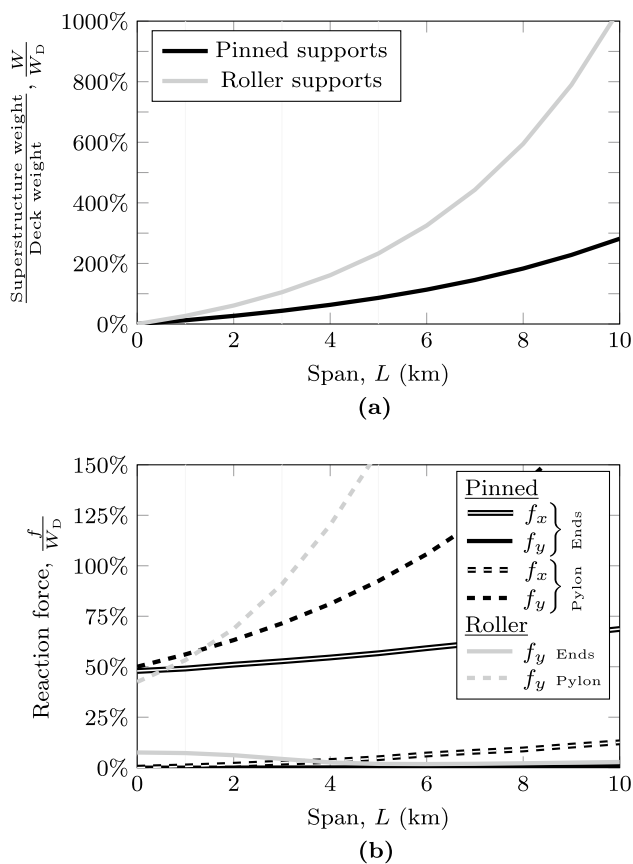 1000%
800%
600%
400%
200%
0%
Superstructure weight / Deck weight, W/W_D
Pinned supports
Roller supports
0 2 4 6 8 10
Span, L (km)
(a)
150%
125%
100%
75%
50%
25%
0%
Reaction force, f/W_D
Pinned
f_x
f_y
Ends
f_x
f_y
Pylon
Roller
f_y Ends
f_y Pylon
0 2 4 6 8 10
Span, L (km)
(b)